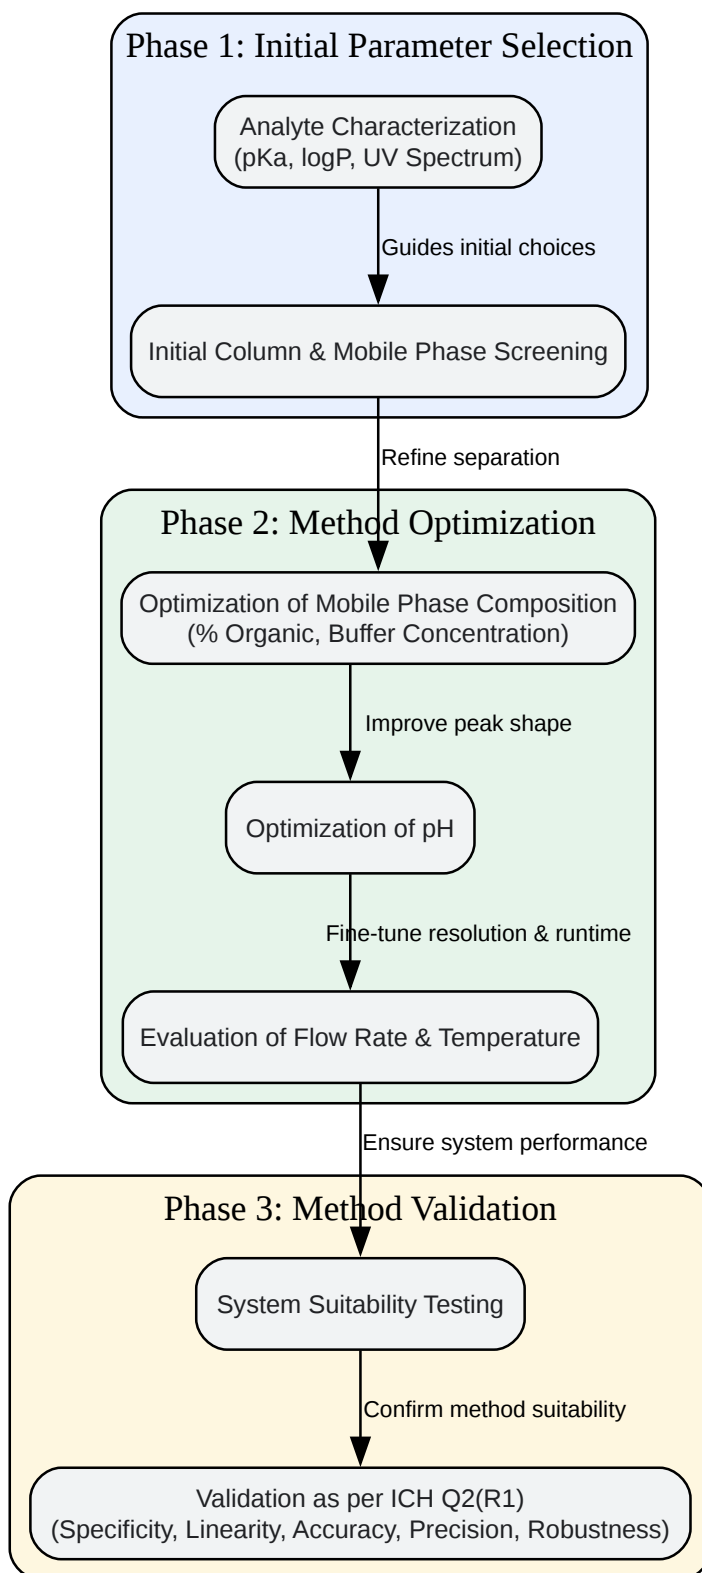 Phase 1: Initial Parameter Selection
Analyte Characterization
(pKa, logP, UV Spectrum)
Guides initial choices
Initial Column & Mobile Phase Screening
Refine separation
Phase 2: Method Optimization
Optimization of Mobile Phase Composition
(% Organic, Buffer Concentration)
Improve peak shape
Optimization of pH
Fine-tune resolution & runtime
Evaluation of Flow Rate & Temperature
Ensure system performance
Phase 3: Method Validation
System Suitability Testing
Confirm method suitability
Validation as per ICH Q2(R1)
(Specificity, Linearity, Accuracy, Precision, Robustness)